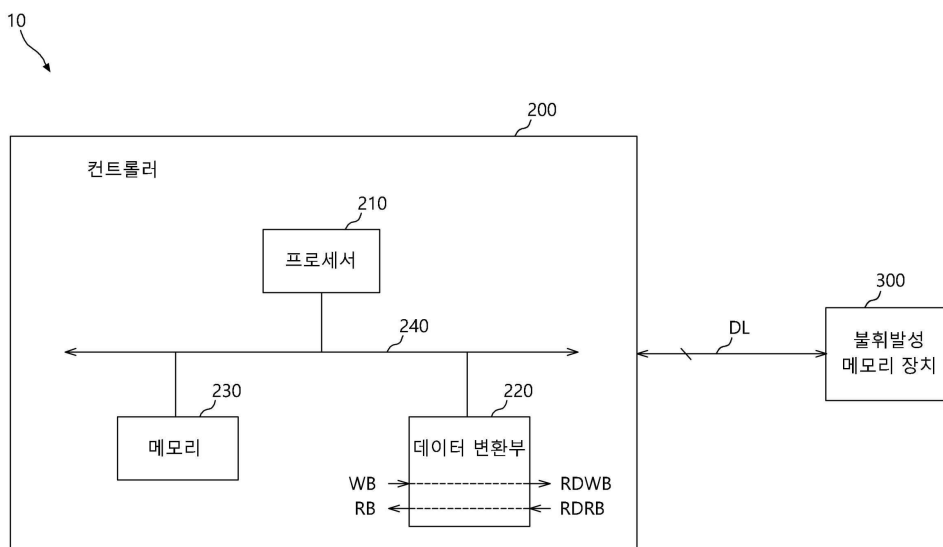 10
200
컨트롤러
210
프로세서
300
240
DL
불휘발성
메모리 장치
230
220
메모리
데이터 변환부
WB
RDWB
RB
RDRB